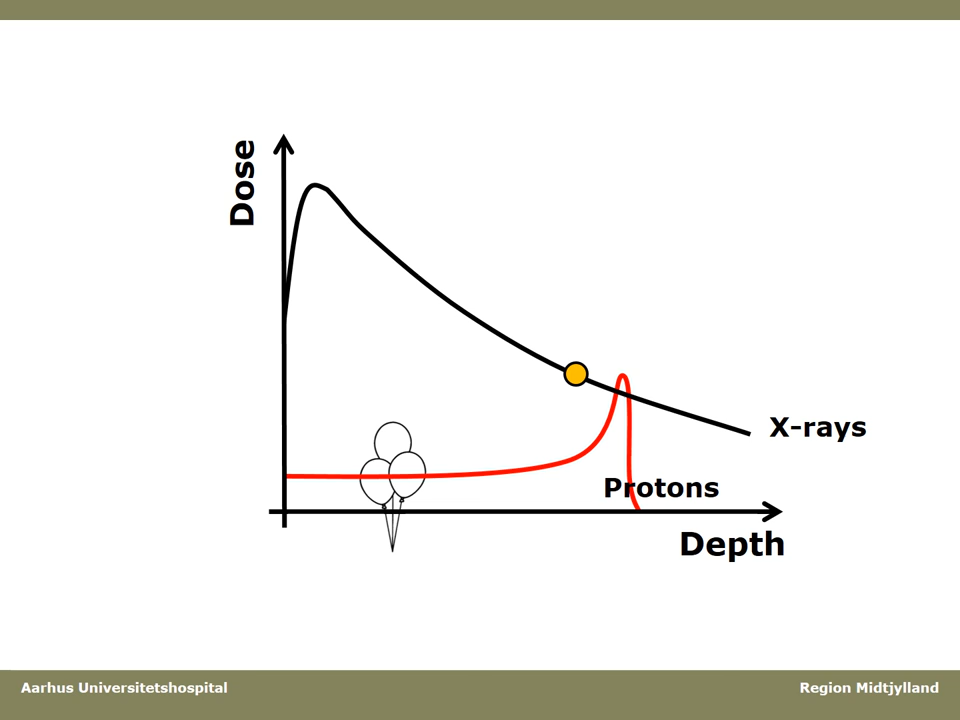 Dose
X-rays
Protons
Depth
Aarhus Universitetshospital
Region Midtjylland